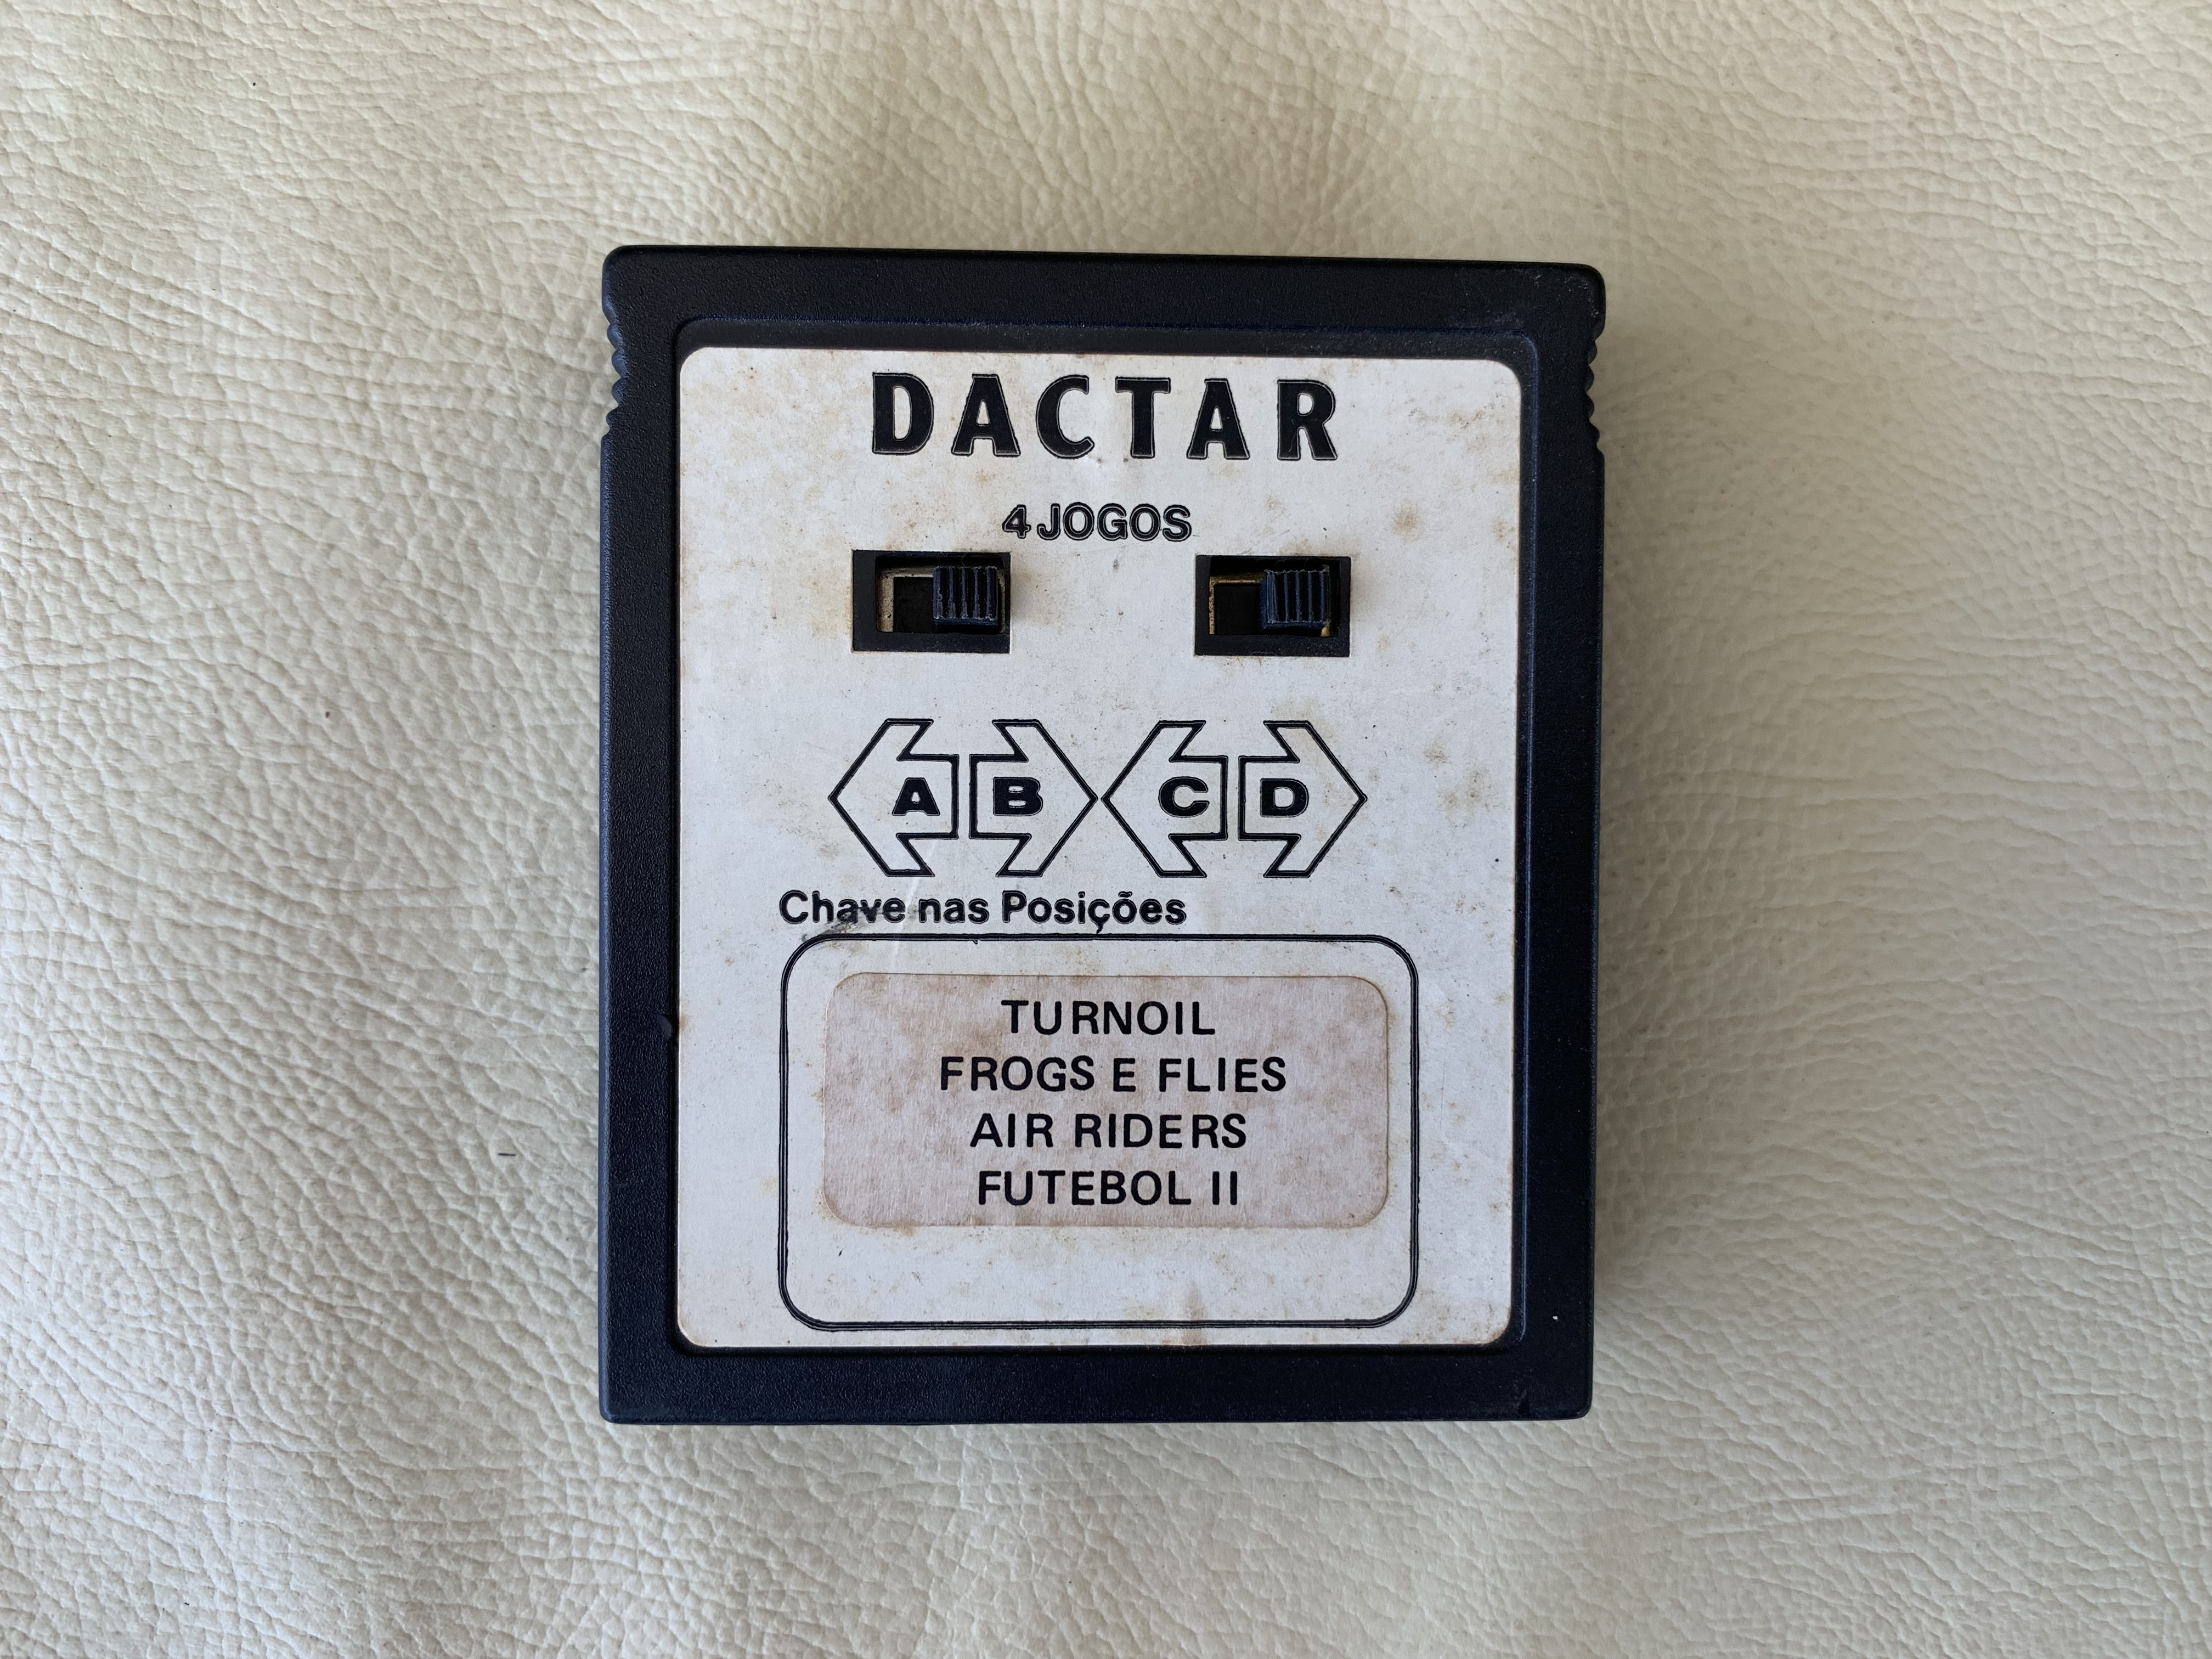 DACTAR
4 JOGOS
A B C D
Chave nas Posições
TURNOIL
FROGS E FLIES
AIR RIDERS
FUTEBOL II